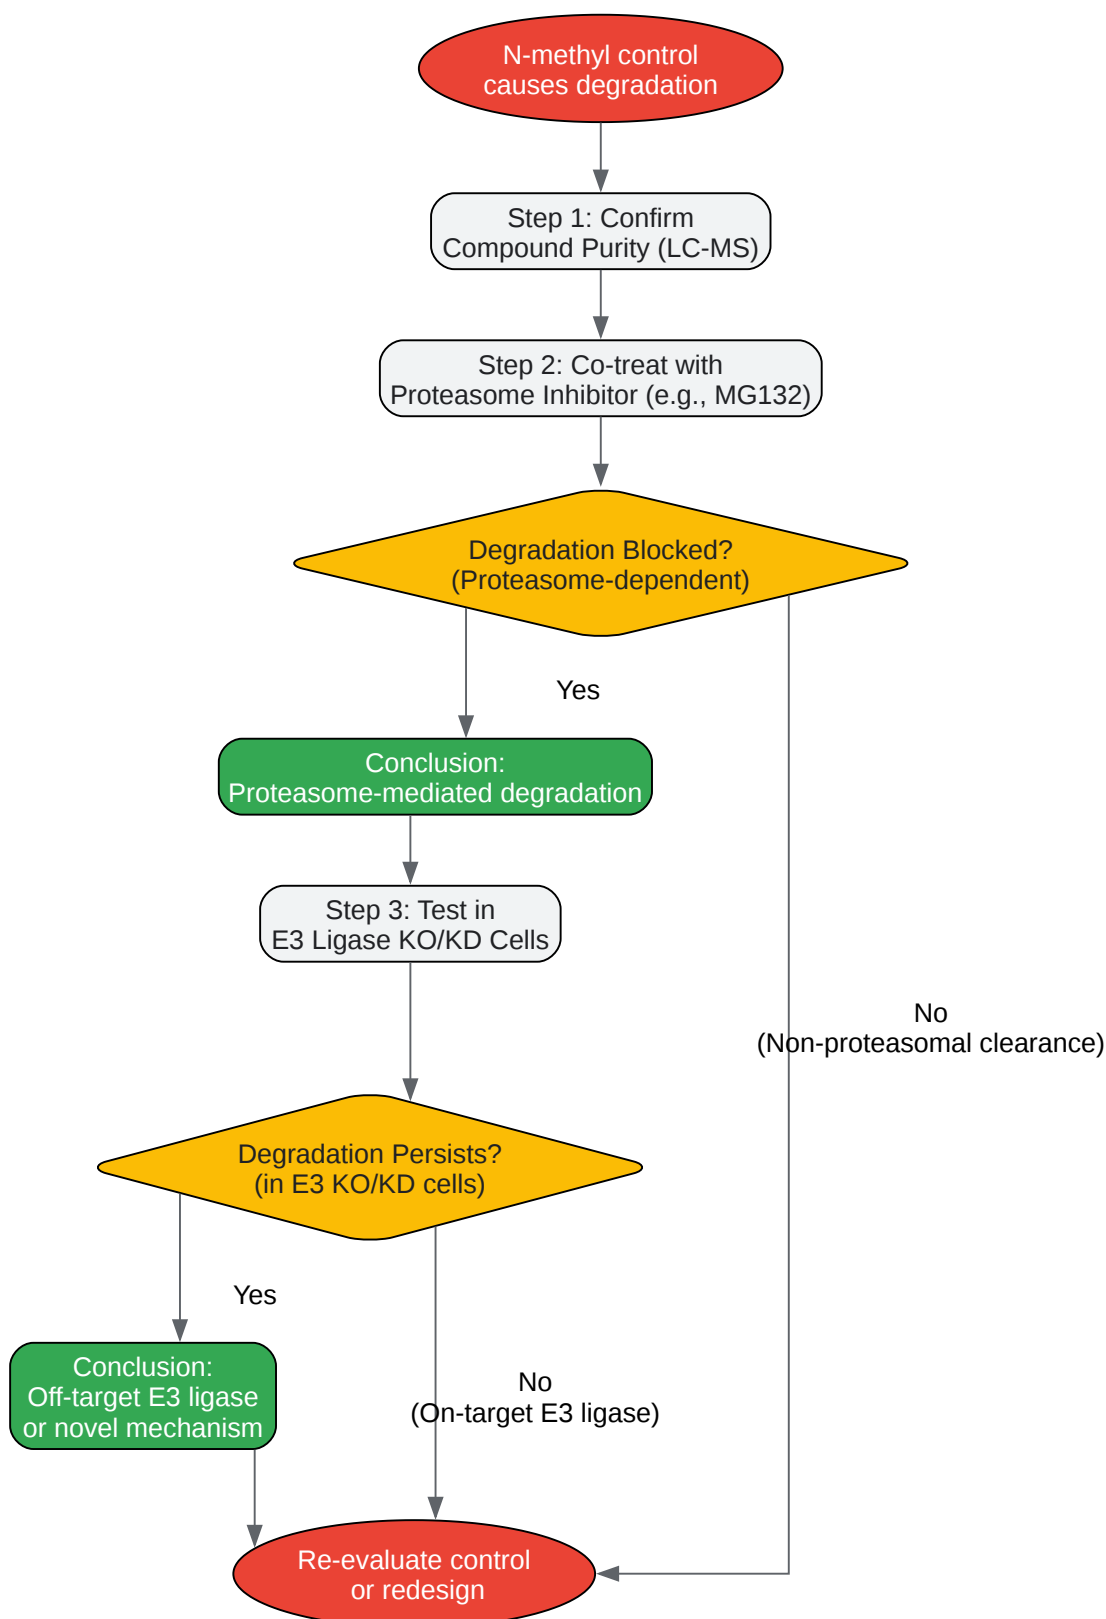 N-methyl control
causes degradation
Step 1: Confirm
Compound Purity (LC-MS)
Step 2: Co-treat with
Proteasome Inhibitor (e.g., MG132)
Degradation Blocked?
(Proteasome-dependent)
Yes
Conclusion:
Proteasome-mediated degradation
Step 3: Test in
E3 Ligase KO/KD Cells
No
(Non-proteasomal clearance)
Degradation Persists?
(in E3 KO/KD cells)
Yes
Conclusion:
Off-target E3 ligase
or novel mechanism
No
(On-target E3 ligase)
Re-evaluate control
or redesign